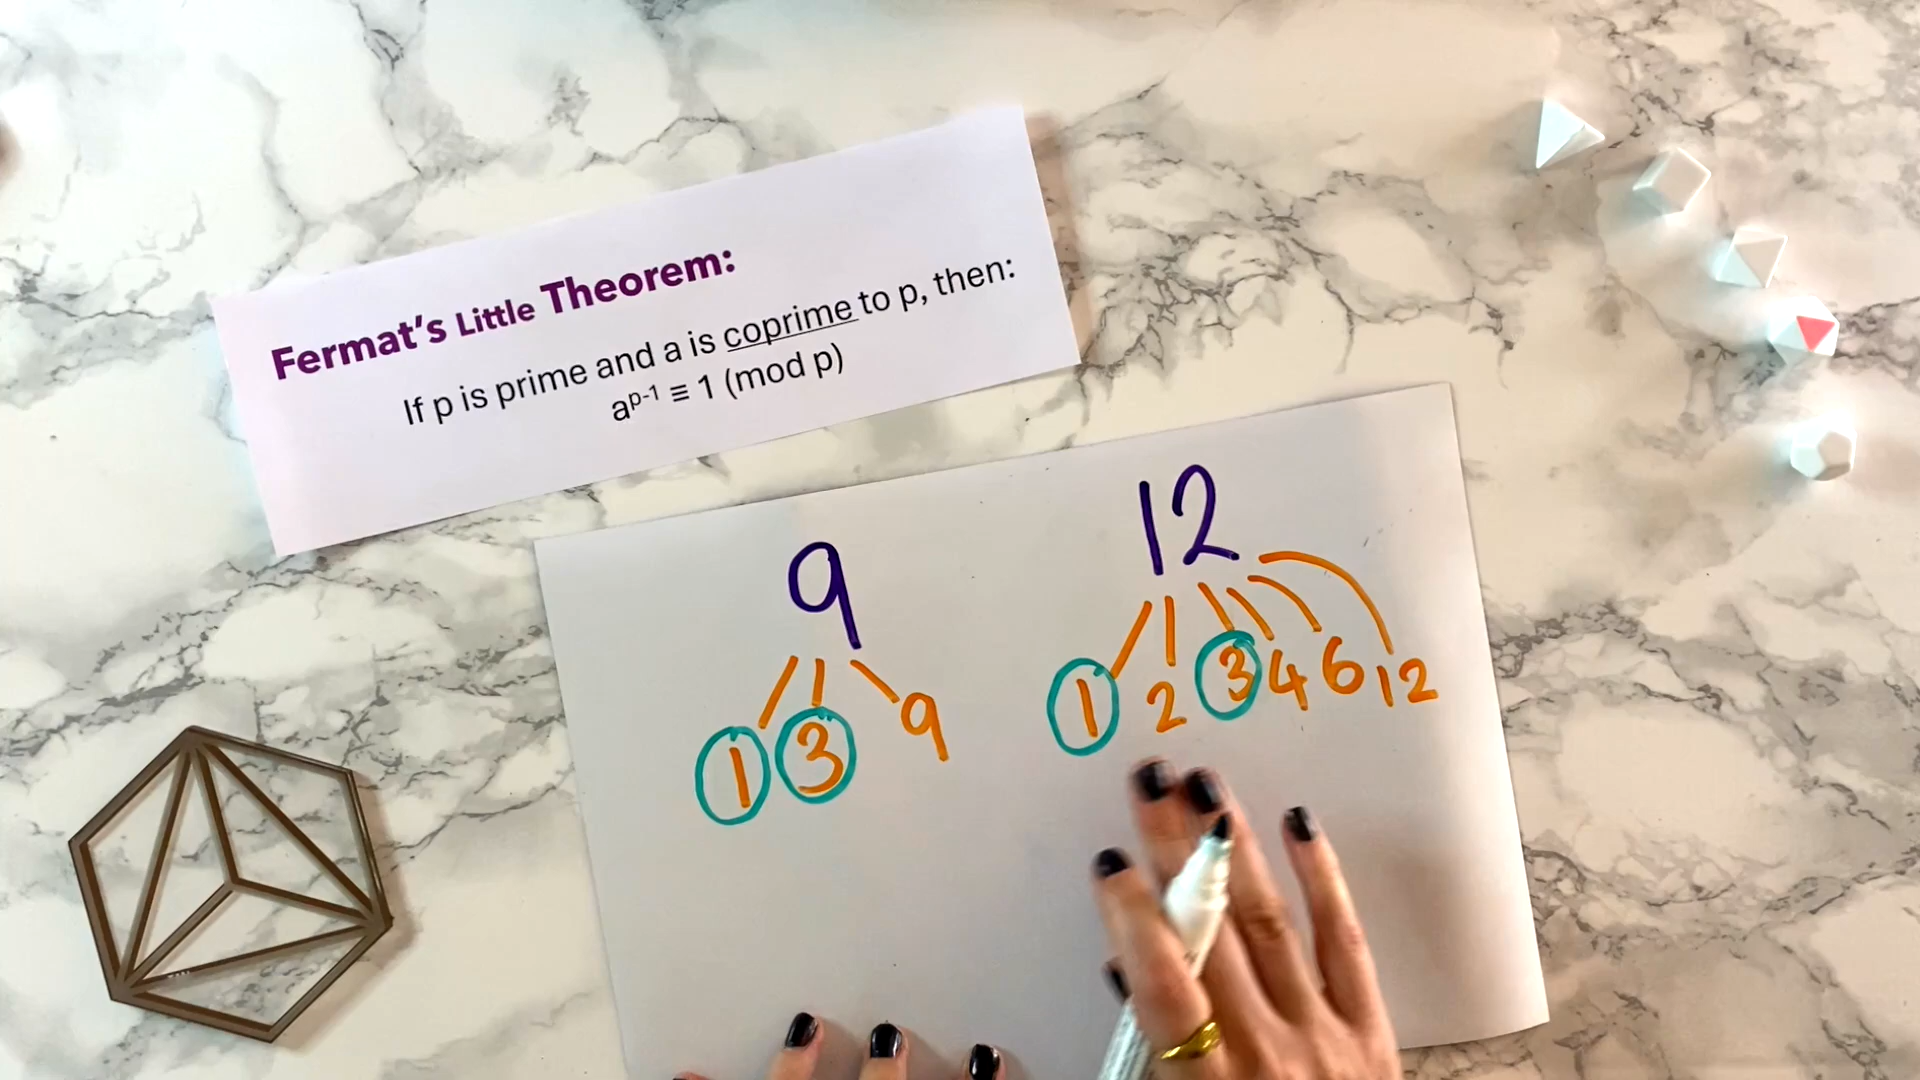 Fermat's Little Theorem:
If p is prime and a is coprime to p, then:
a^{p-1} ≡ 1 (mod p)
9
1 3 9
12
1 2 3 4 6 12